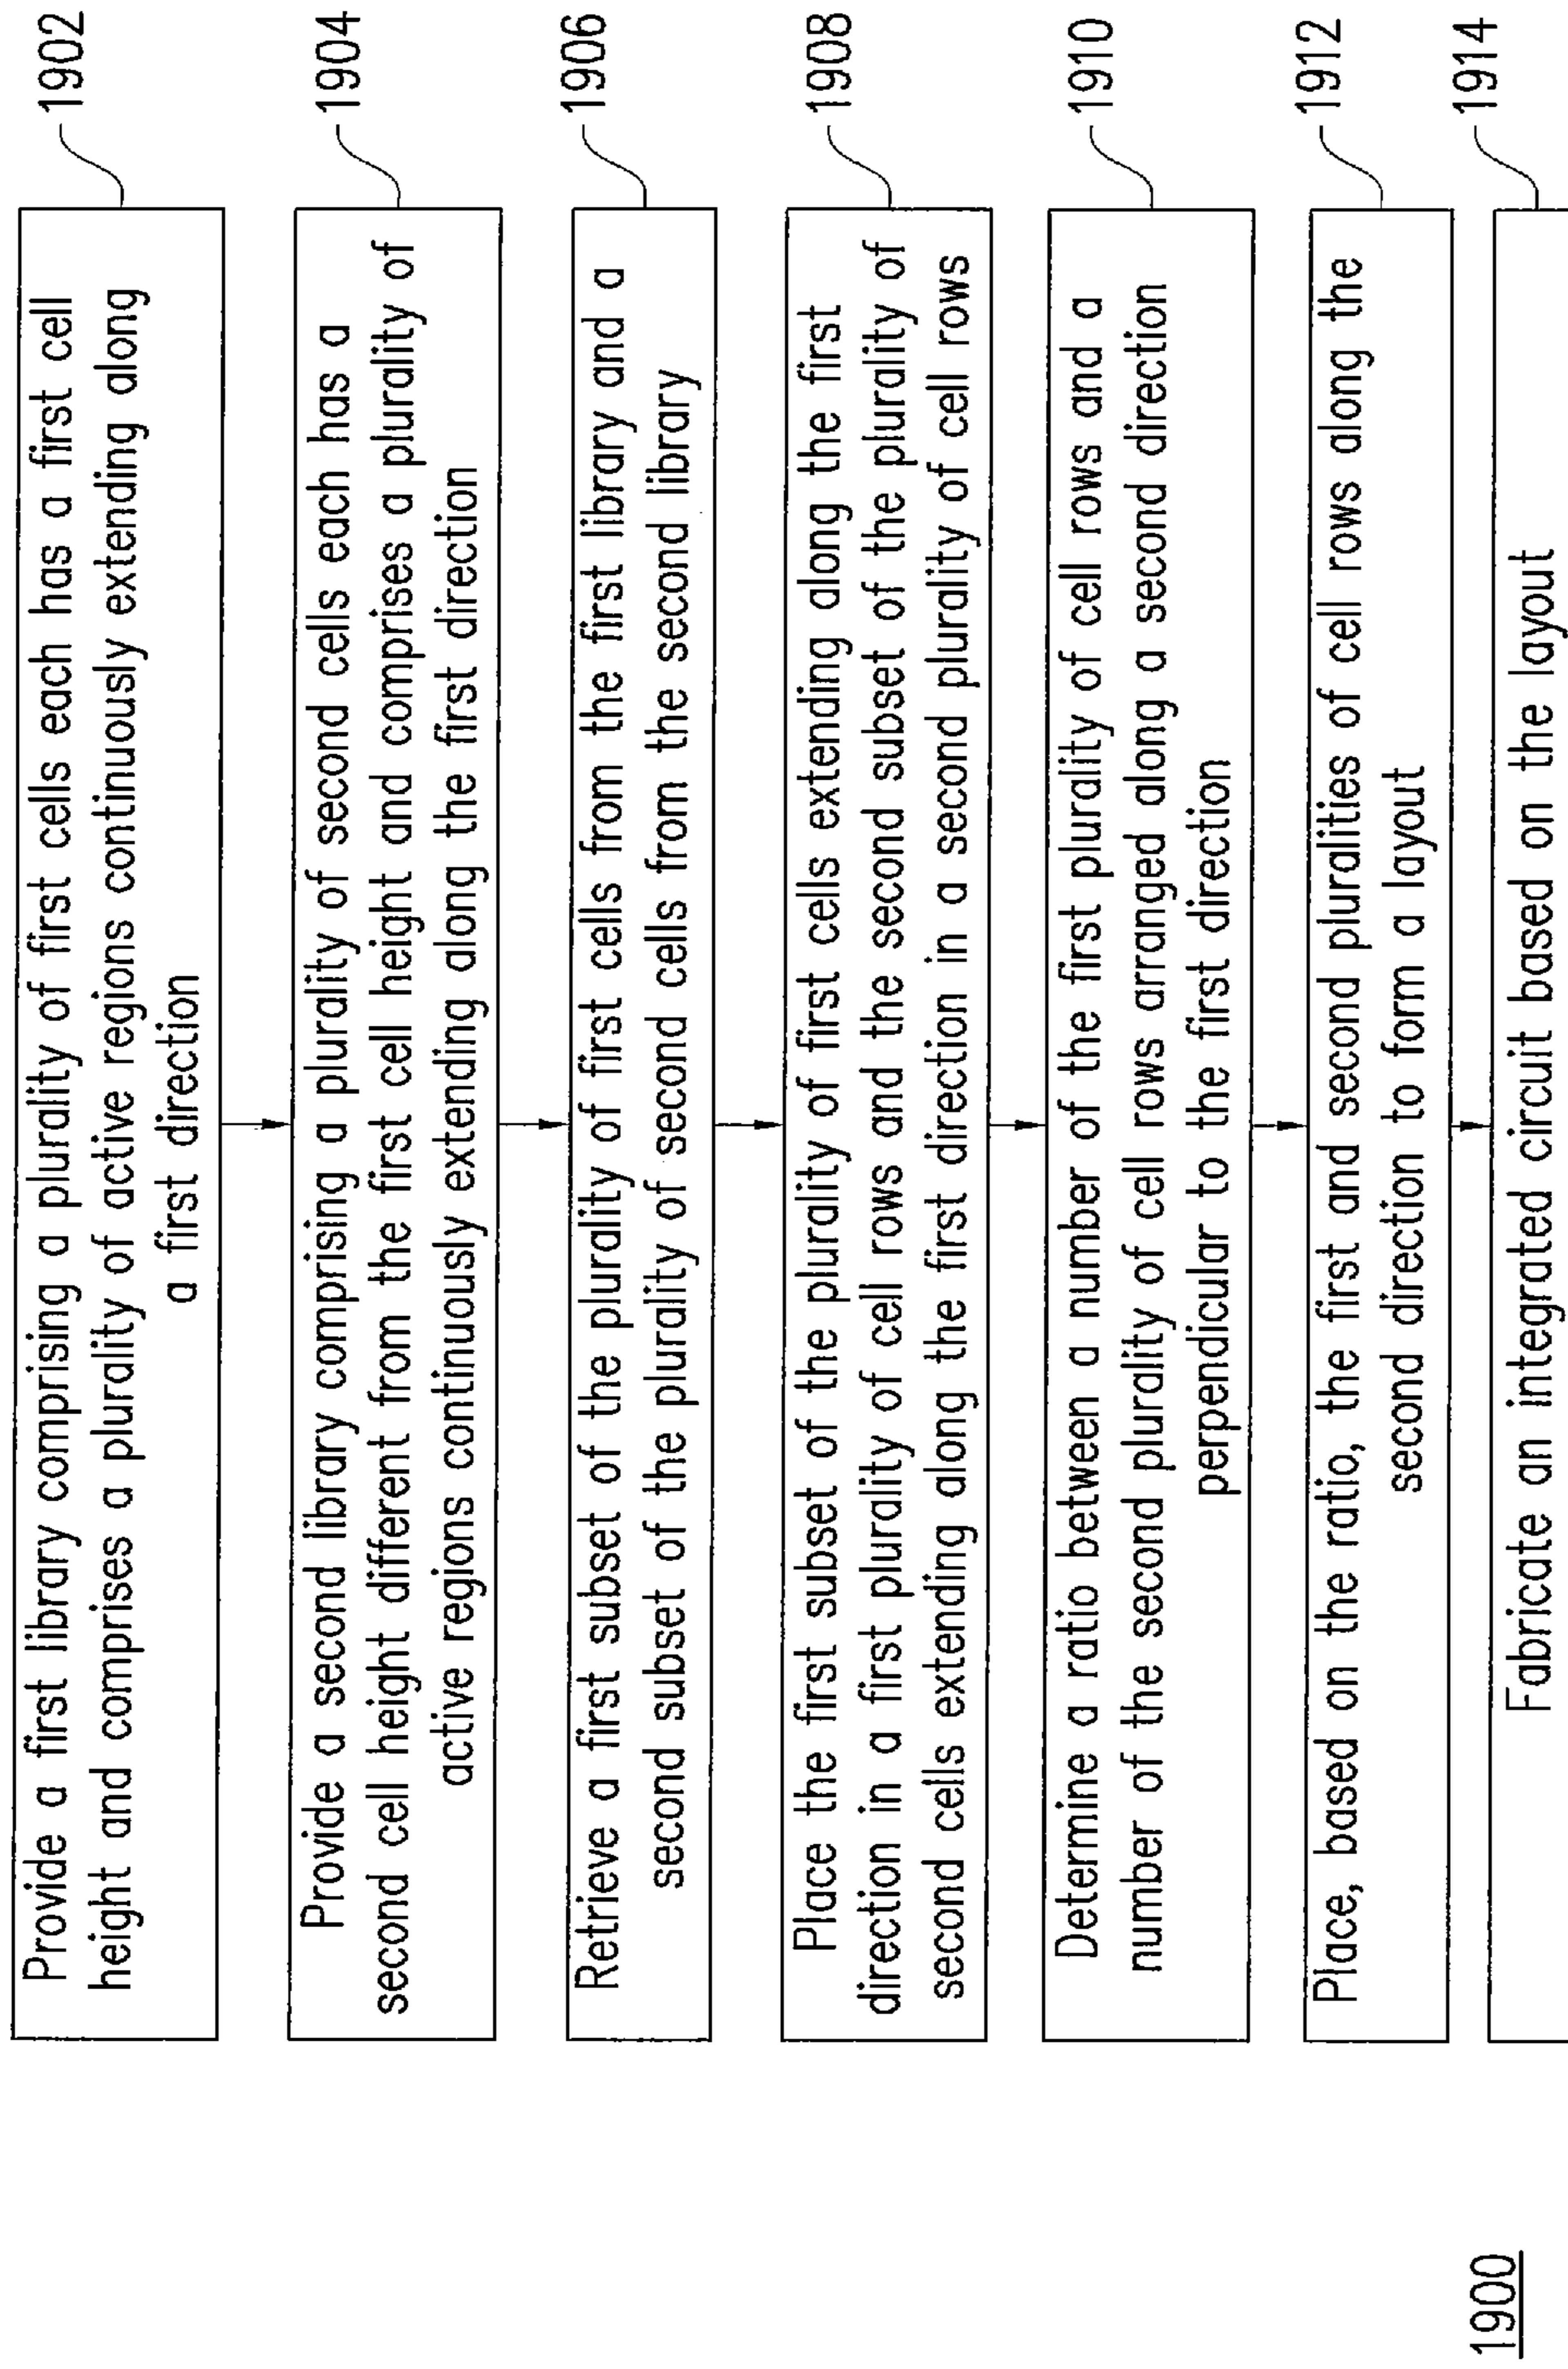 Provide a first library comprising a plurality of first cells each has a first cell
height and comprises a plurality of active regions continuously extending along
a first direction
1902
Provide a second library comprising a plurality of second cells each has a
second cell height different from the first cell height and comprises a plurality of
active regions continuously extending along the first direction
1904
Retrieve a first subset of the plurality of first cells from the first library and a
second subset of the plurality of second cells from the second library
1906
Place the first subset of the plurality of first cells extending along the first
direction in a first plurality of cell rows and the second subset of the plurality of
second cells extending along the first direction in a second plurality of cell rows
1908
Determine a ratio between a number of the first plurality of cell rows and a
number of the second plurality of cell rows arranged along a second direction
perpendicular to the first direction
1910
Place, based on the ratio, the first and second pluralities of cell rows along the
second direction to form a layout
1912
Fabricate an integrated circuit based on the layout
1914
1900